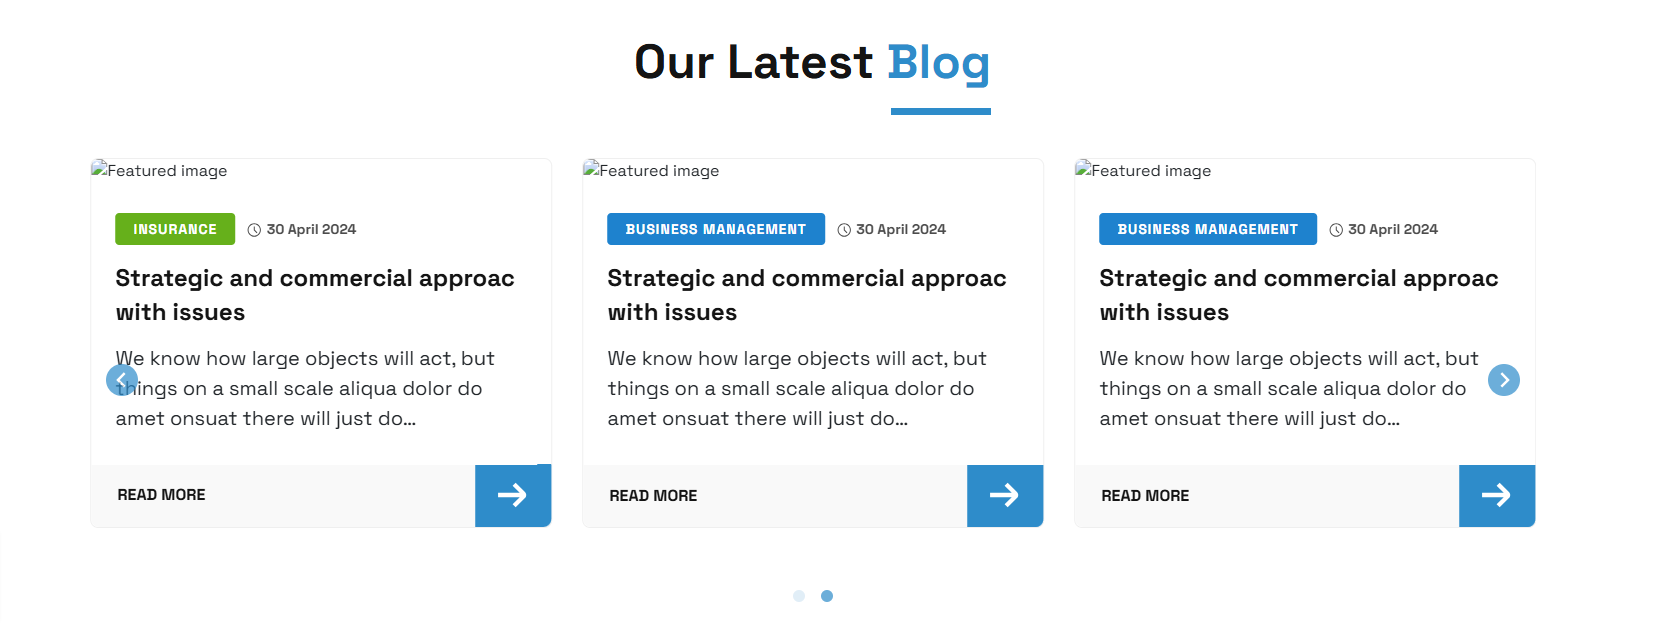 Our Latest Blog
Featured image
INSURANCE 30 April 2024
Strategic and commercial approac
with issues
We know how large objects will act, but
things on a small scale aliqua dolor do
amet onsuat there will just do...
READ MORE
Featured image
BUSINESS MANAGEMENT 30 April 2024
Strategic and commercial approac
with issues
We know how large objects will act, but
things on a small scale aliqua dolor do
amet onsuat there will just do...
READ MORE
Featured image
BUSINESS MANAGEMENT 30 April 2024
Strategic and commercial approac
with issues
We know how large objects will act, but
things on a small scale aliqua dolor do
amet onsuat there will just do...
READ MORE